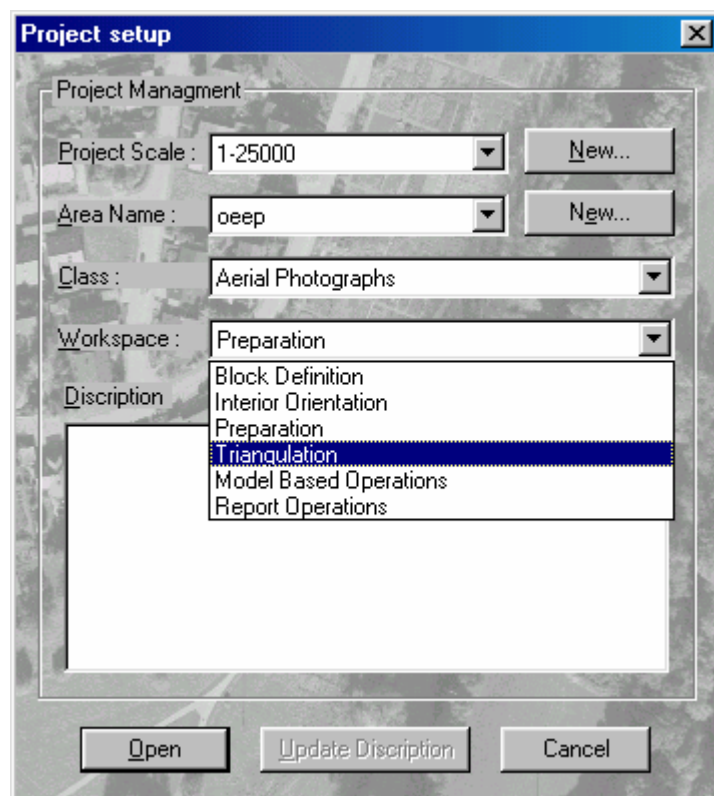 Project setup
Project Managment
Project Scale : 1-25000 New...
Area Name : oeep New...
Class : Aerial Photographs
Workspace : Preparation
Block Definition
Discription Interior Orientation
Preparation
Triangulation
Model Based Operations
Report Operations
Open Update Discription Cancel